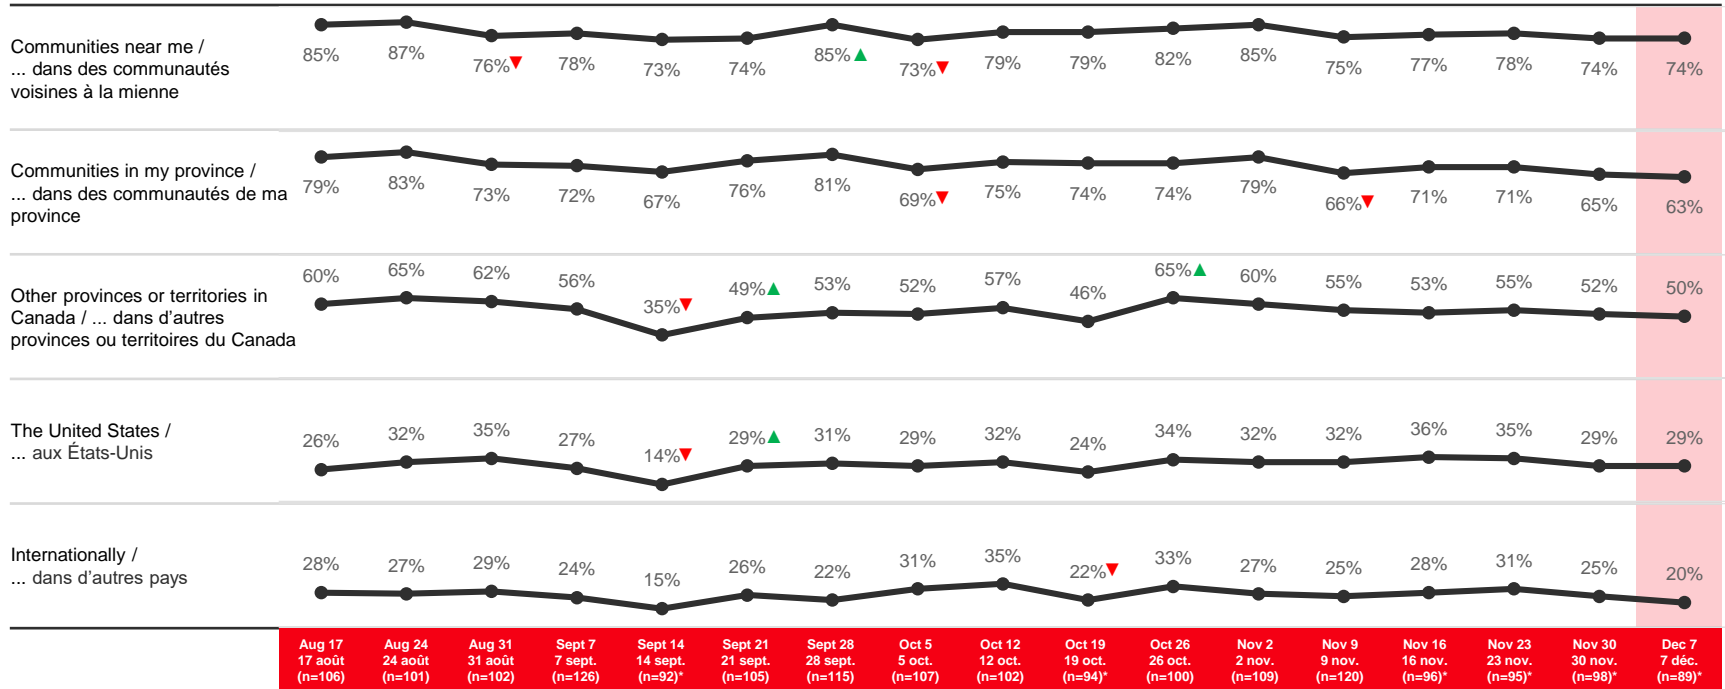 Communities near me /
... dans des communautés
voisines à la mienne
85% 87% 76%▼ 78% 73% 74% 85%▲ 73%▼ 79% 79% 82% 85% 75% 77% 78% 74% 74%
Communities in my province /
... dans des communautés de ma
province
79% 83% 73% 72% 67% 76% 81% 69%▼ 75% 74% 74% 79% 66%▼ 71% 71% 65% 63%
Other provinces or territories in
Canada / ... dans d'autres
provinces ou territoires du Canada
60% 65% 62% 56% 35%▼ 49%▲ 53% 52% 57% 46% 65%▲ 60% 55% 53% 55% 52% 50%
The United States /
... aux États-Unis
26% 32% 35% 27% 14%▼ 29%▲ 31% 29% 32% 24% 34% 32% 32% 36% 35% 29% 29%
Internationally /
... dans d'autres pays
28% 27% 29% 24% 15% 26% 22% 31% 35% 22%▼ 33% 27% 25% 28% 31% 25% 20%
Aug 17 Aug 24 Aug 31 Sept 7 Sept 14 Sept 21 Sept 28 Oct 5 Oct 12 Oct 19 Oct 26 Nov 2 Nov 9 Nov 16 Nov 23 Nov 30 Dec 7
17 août 24 août 31 août 7 sept. 14 sept. 21 sept. 28 sept. 5 oct. 12 oct. 19 oct. 26 oct. 2 nov. 9 nov. 16 nov. 23 nov. 30 nov. 7 déc.
(n=106) (n=101) (n=102) (n=126) (n=92)* (n=105) (n=115) (n=107) (n=102) (n=94)* (n=100) (n=109) (n=120) (n=96)* (n=95)* (n=98)* (n=89)*